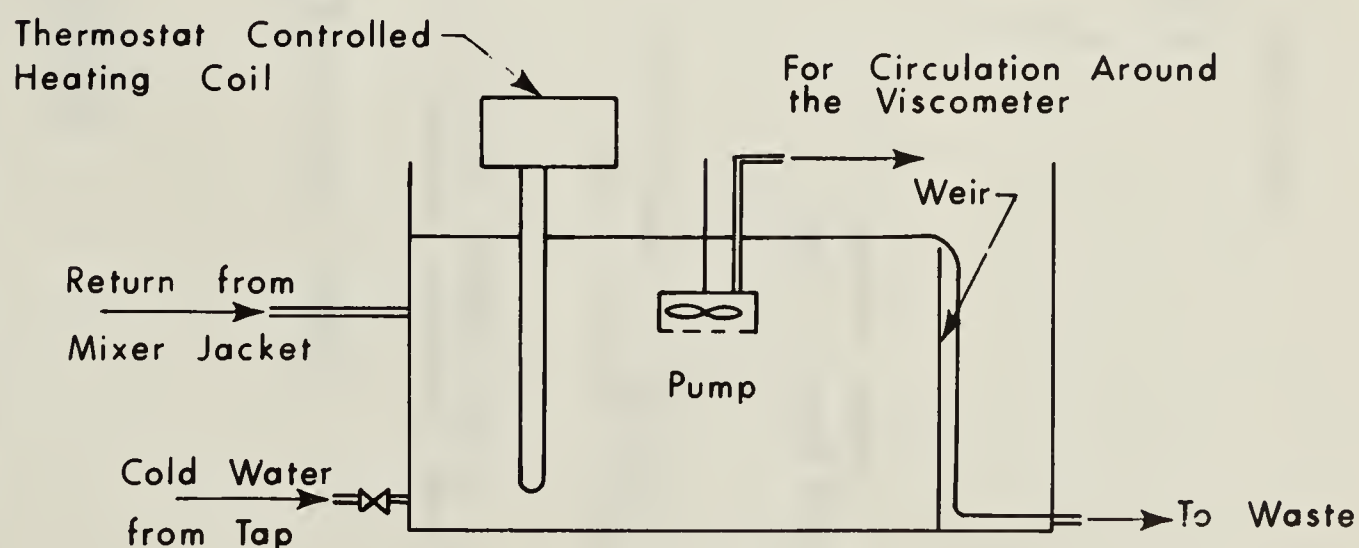 Thermostat Controlled
Heating Coil
For Circulation Around
the Viscometer
Weir
Return from
Mixer Jacket
Pump
Cold Water
from Tap
To Waste